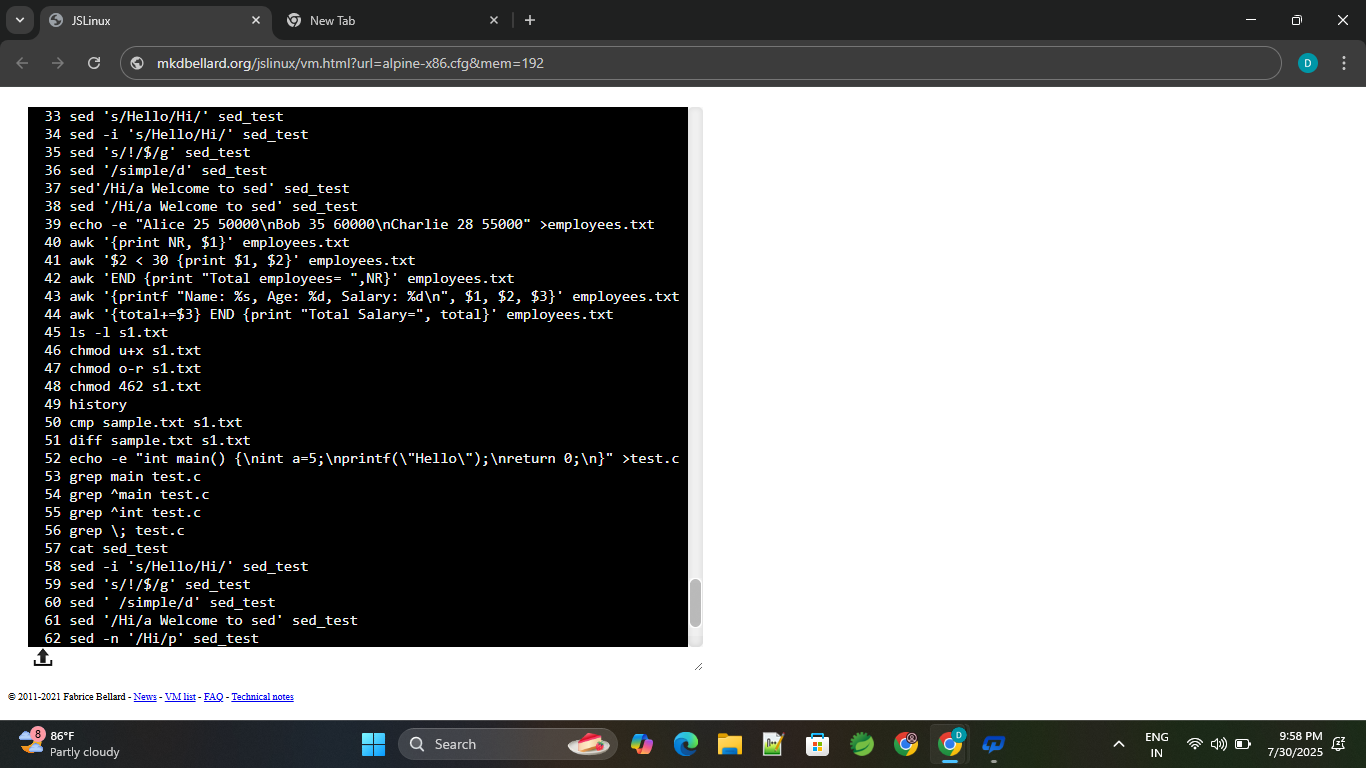 JSLinux
New Tab
mkdbellard.org/jslinux/vm.html?url=alpine-x86.cfg&mem=192
D
33 sed 's/Hello/Hi/' sed_test
34 sed -i 's/Hello/Hi/' sed_test
35 sed 's/!/$/g' sed_test
36 sed '/simple/d' sed_test
37 sed'/Hi/a Welcome to sed' sed_test
38 sed '/Hi/a Welcome to sed' sed_test
39 echo -e "Alice 25 50000\nBob 35 60000\nCharlie 28 55000" >employees.txt
40 awk '{print NR, $1}' employees.txt
41 awk '$2 < 30 {print $1, $2}' employees.txt
42 awk 'END {print "Total employees= ",NR}' employees.txt
43 awk '{printf "Name: %s, Age: %d, Salary: %d\n", $1, $2, $3}' employees.txt
44 awk '{total+=$3} END {print "Total Salary=", total}' employees.txt
45 ls -l s1.txt
46 chmod u+x s1.txt
47 chmod o-r s1.txt
48 chmod 462 s1.txt
49 history
50 cmp sample.txt s1.txt
51 diff sample.txt s1.txt
52 echo -e "int main() {\nint a=5;\nprintf(\"Hello\");\nreturn 0;\n}" >test.c
53 grep main test.c
54 grep ^main test.c
55 grep ^int test.c
56 grep \; test.c
57 cat sed_test
58 sed -i 's/Hello/Hi/' sed_test
59 sed 's/!/$/g' sed_test
60 sed ' /simple/d' sed_test
61 sed '/Hi/a Welcome to sed' sed_test
62 sed -n '/Hi/p' sed_test
© 2011-2021 Fabrice Bellard - News - VM list - FAQ - Technical notes
8
86°F
Partly cloudy
Search
D
ENG
IN
9:58 PM
7/30/2025